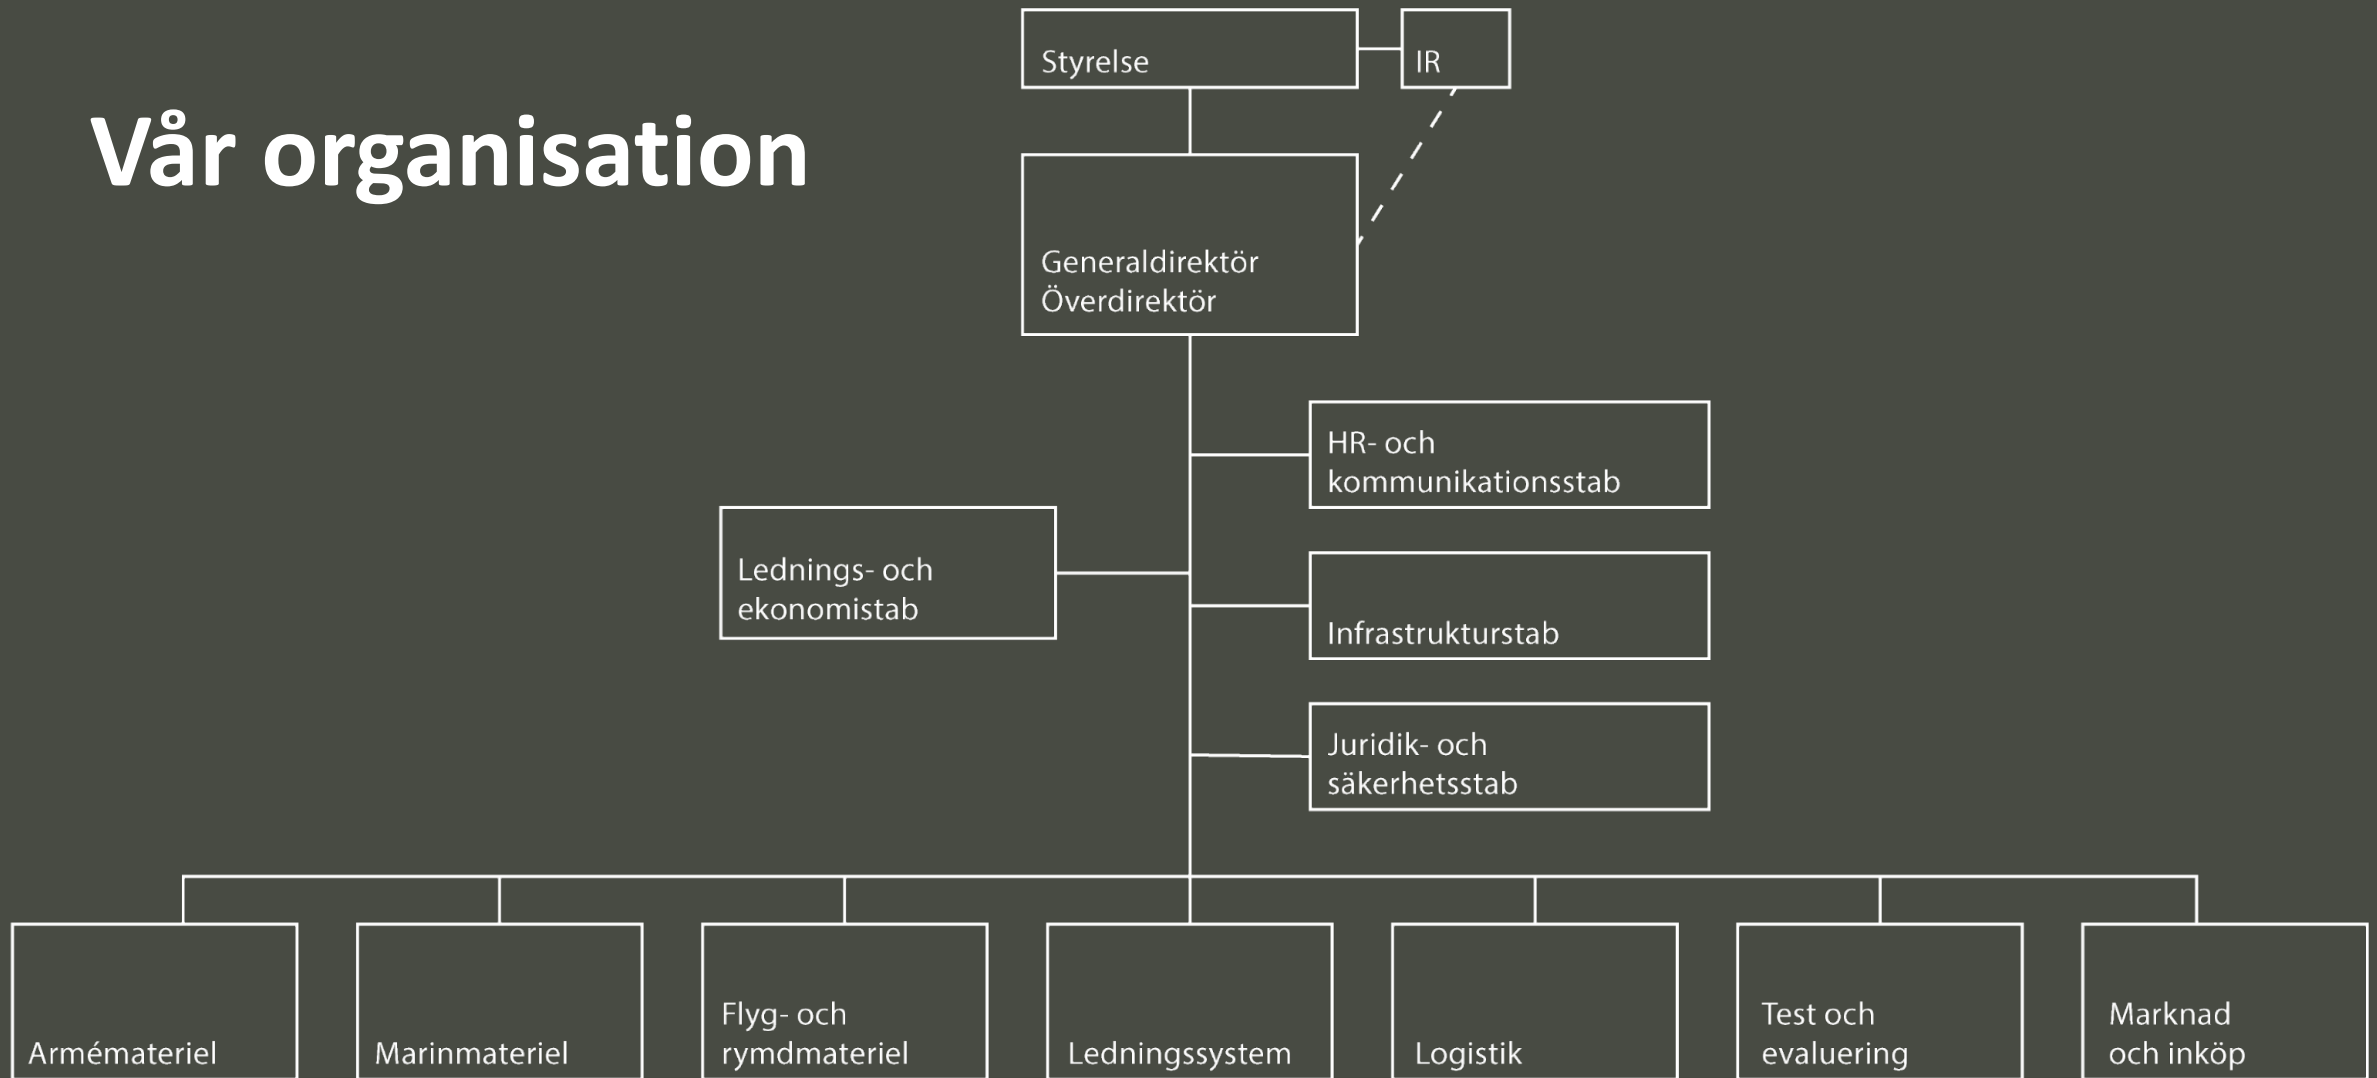 Vår organisation
Styrelse
IR
Generaldirektör
Överdirektör
HR- och
kommunikationsstab
Lednings- och
ekonomistab
Infrastrukturstab
Juridik- och
säkerhetsstab
Armémateriel
Marinmateriel
Flyg- och
rymdmateriel
Ledningssystem
Logistik
Test och
evaluering
Marknad
och inköp